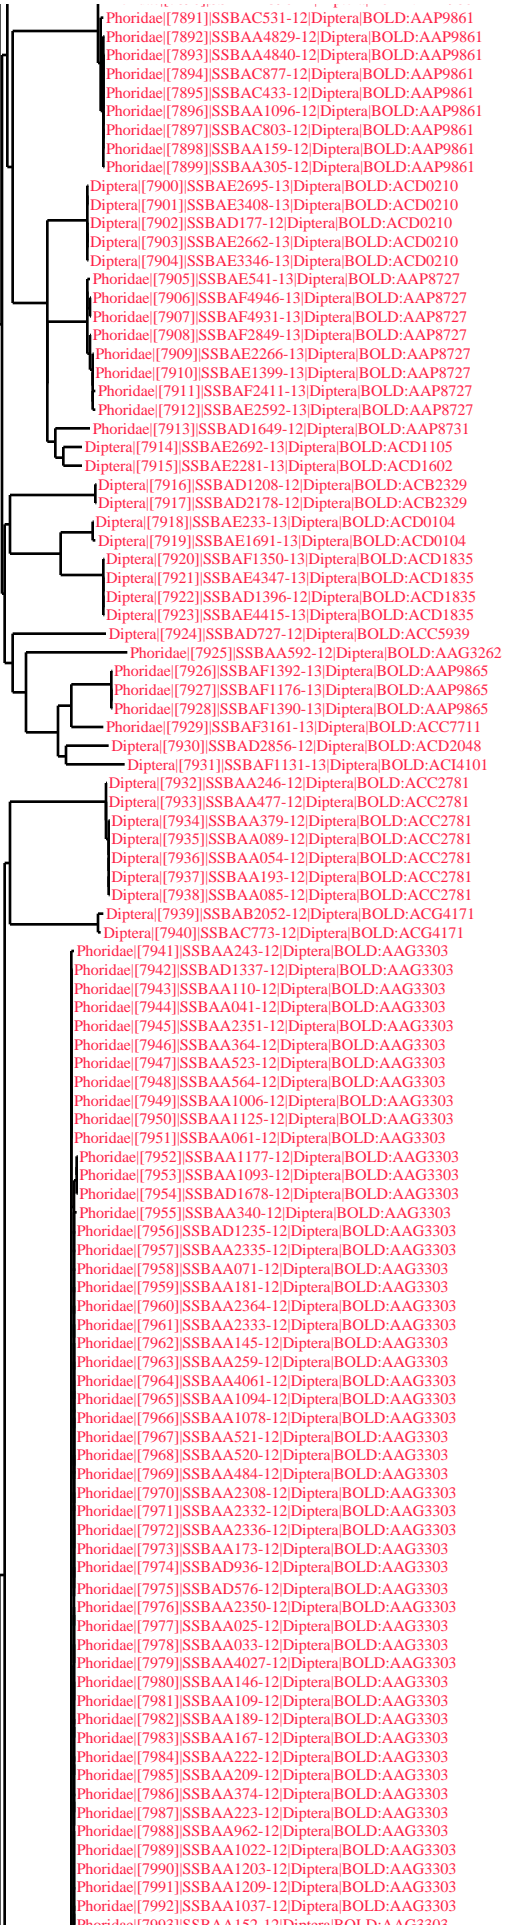 Phoridae|[7891]|SSBAC531-12|Diptera|BOLD:AAP9861
Phoridae|[7892]|SSBAA4829-12|Diptera|BOLD:AAP9861
Phoridae|[7893]|SSBAA4840-12|Diptera|BOLD:AAP9861
Phoridae|[7894]|SSBAC877-12|Diptera|BOLD:AAP9861
Phoridae|[7895]|SSBAC433-12|Diptera|BOLD:AAP9861
Phoridae|[7896]|SSBAA1096-12|Diptera|BOLD:AAP9861
Phoridae|[7897]|SSBAC803-12|Diptera|BOLD:AAP9861
Phoridae|[7898]|SSBAA159-12|Diptera|BOLD:AAP9861
Phoridae|[7899]|SSBAA305-12|Diptera|BOLD:AAP9861
Diptera|[7900]|SSBAE2695-13|Diptera|BOLD:ACD0210
Diptera|[7901]|SSBAE3408-13|Diptera|BOLD:ACD0210
Diptera|[7902]|SSBAD177-12|Diptera|BOLD:ACD0210
Diptera|[7903]|SSBAE2662-13|Diptera|BOLD:ACD0210
Diptera|[7904]|SSBAE3346-13|Diptera|BOLD:ACD0210
Phoridae|[7905]|SSBAE541-13|Diptera|BOLD:AAP8727
Phoridae|[7906]|SSBAF4946-13|Diptera|BOLD:AAP8727
Phoridae|[7907]|SSBAF4931-13|Diptera|BOLD:AAP8727
Phoridae|[7908]|SSBAF2849-13|Diptera|BOLD:AAP8727
Phoridae|[7909]|SSBAE2266-13|Diptera|BOLD:AAP8727
Phoridae|[7910]|SSBAE1399-13|Diptera|BOLD:AAP8727
Phoridae|[7911]|SSBAF2411-13|Diptera|BOLD:AAP8727
Phoridae|[7912]|SSBAE2592-13|Diptera|BOLD:AAP8727
Phoridae|[7913]|SSBAD1649-12|Diptera|BOLD:AAP8731
Diptera|[7914]|SSBAE2692-13|Diptera|BOLD:ACD1105
Diptera|[7915]|SSBAE2281-13|Diptera|BOLD:ACD1602
Diptera|[7916]|SSBAD1208-12|Diptera|BOLD:ACB2329
Diptera|[7917]|SSBAD2178-12|Diptera|BOLD:ACB2329
Diptera|[7918]|SSBAE233-13|Diptera|BOLD:ACD0104
Diptera|[7919]|SSBAE1691-13|Diptera|BOLD:ACD0104
Diptera|[7920]|SSBAF1350-13|Diptera|BOLD:ACD1835
Diptera|[7921]|SSBAE4347-13|Diptera|BOLD:ACD1835
Diptera|[7922]|SSBAD1396-12|Diptera|BOLD:ACD1835
Diptera|[7923]|SSBAE4415-13|Diptera|BOLD:ACD1835
Diptera|[7924]|SSBAD727-12|Diptera|BOLD:ACC5939
Phoridae|[7925]|SSBAA592-12|Diptera|BOLD:AAG3262
Phoridae|[7926]|SSBAF1392-13|Diptera|BOLD:AAP9865
Phoridae|[7927]|SSBAF1176-13|Diptera|BOLD:AAP9865
Phoridae|[7928]|SSBAF1390-13|Diptera|BOLD:AAP9865
Phoridae|[7929]|SSBAF3161-13|Diptera|BOLD:ACC7711
Diptera|[7930]|SSBAD2856-12|Diptera|BOLD:ACD2048
Diptera|[7931]|SSBAF1131-13|Diptera|BOLD:ACI4101
Diptera|[7932]|SSBAA246-12|Diptera|BOLD:ACC2781
Diptera|[7933]|SSBAA477-12|Diptera|BOLD:ACC2781
Diptera|[7934]|SSBAA379-12|Diptera|BOLD:ACC2781
Diptera|[7935]|SSBAA089-12|Diptera|BOLD:ACC2781
Diptera|[7936]|SSBAA054-12|Diptera|BOLD:ACC2781
Diptera|[7937]|SSBAA193-12|Diptera|BOLD:ACC2781
Diptera|[7938]|SSBAA085-12|Diptera|BOLD:ACC2781
Diptera|[7939]|SSBAB2052-12|Diptera|BOLD:ACG4171
Diptera|[7940]|SSBAC773-12|Diptera|BOLD:ACG4171
Phoridae|[7941]|SSBAA243-12|Diptera|BOLD:AAG3303
Phoridae|[7942]|SSBAD1337-12|Diptera|BOLD:AAG3303
Phoridae|[7943]|SSBAA110-12|Diptera|BOLD:AAG3303
Phoridae|[7944]|SSBAA041-12|Diptera|BOLD:AAG3303
Phoridae|[7945]|SSBAA2351-12|Diptera|BOLD:AAG3303
Phoridae|[7946]|SSBAA364-12|Diptera|BOLD:AAG3303
Phoridae|[7947]|SSBAA523-12|Diptera|BOLD:AAG3303
Phoridae|[7948]|SSBAA564-12|Diptera|BOLD:AAG3303
Phoridae|[7949]|SSBAA1006-12|Diptera|BOLD:AAG3303
Phoridae|[7950]|SSBAA1125-12|Diptera|BOLD:AAG3303
Phoridae|[7951]|SSBAA061-12|Diptera|BOLD:AAG3303
Phoridae|[7952]|SSBAA1177-12|Diptera|BOLD:AAG3303
Phoridae|[7953]|SSBAA1093-12|Diptera|BOLD:AAG3303
Phoridae|[7954]|SSBAD1678-12|Diptera|BOLD:AAG3303
Phoridae|[7955]|SSBAA340-12|Diptera|BOLD:AAG3303
Phoridae|[7956]|SSBAD1235-12|Diptera|BOLD:AAG3303
Phoridae|[7957]|SSBAA2335-12|Diptera|BOLD:AAG3303
Phoridae|[7958]|SSBAA071-12|Diptera|BOLD:AAG3303
Phoridae|[7959]|SSBAA181-12|Diptera|BOLD:AAG3303
Phoridae|[7960]|SSBAA2364-12|Diptera|BOLD:AAG3303
Phoridae|[7961]|SSBAA2333-12|Diptera|BOLD:AAG3303
Phoridae|[7962]|SSBAA145-12|Diptera|BOLD:AAG3303
Phoridae|[7963]|SSBAA259-12|Diptera|BOLD:AAG3303
Phoridae|[7964]|SSBAA4061-12|Diptera|BOLD:AAG3303
Phoridae|[7965]|SSBAA1094-12|Diptera|BOLD:AAG3303
Phoridae|[7966]|SSBAA1078-12|Diptera|BOLD:AAG3303
Phoridae|[7967]|SSBAA521-12|Diptera|BOLD:AAG3303
Phoridae|[7968]|SSBAA520-12|Diptera|BOLD:AAG3303
Phoridae|[7969]|SSBAA484-12|Diptera|BOLD:AAG3303
Phoridae|[7970]|SSBAA2308-12|Diptera|BOLD:AAG3303
Phoridae|[7971]|SSBAA2332-12|Diptera|BOLD:AAG3303
Phoridae|[7972]|SSBAA2336-12|Diptera|BOLD:AAG3303
Phoridae|[7973]|SSBAA173-12|Diptera|BOLD:AAG3303
Phoridae|[7974]|SSBAD936-12|Diptera|BOLD:AAG3303
Phoridae|[7975]|SSBAD576-12|Diptera|BOLD:AAG3303
Phoridae|[7976]|SSBAA2350-12|Diptera|BOLD:AAG3303
Phoridae|[7977]|SSBAA025-12|Diptera|BOLD:AAG3303
Phoridae|[7978]|SSBAA033-12|Diptera|BOLD:AAG3303
Phoridae|[7979]|SSBAA4027-12|Diptera|BOLD:AAG3303
Phoridae|[7980]|SSBAA146-12|Diptera|BOLD:AAG3303
Phoridae|[7981]|SSBAA109-12|Diptera|BOLD:AAG3303
Phoridae|[7982]|SSBAA189-12|Diptera|BOLD:AAG3303
Phoridae|[7983]|SSBAA167-12|Diptera|BOLD:AAG3303
Phoridae|[7984]|SSBAA222-12|Diptera|BOLD:AAG3303
Phoridae|[7985]|SSBAA209-12|Diptera|BOLD:AAG3303
Phoridae|[7986]|SSBAA374-12|Diptera|BOLD:AAG3303
Phoridae|[7987]|SSBAA223-12|Diptera|BOLD:AAG3303
Phoridae|[7988]|SSBAA962-12|Diptera|BOLD:AAG3303
Phoridae|[7989]|SSBAA1022-12|Diptera|BOLD:AAG3303
Phoridae|[7990]|SSBAA1203-12|Diptera|BOLD:AAG3303
Phoridae|[7991]|SSBAA1209-12|Diptera|BOLD:AAG3303
Phoridae|[7992]|SSBAA1037-12|Diptera|BOLD:AAG3303
Phoridae|[7993]|SSBAA152-12|Diptera|BOLD:AAG3303